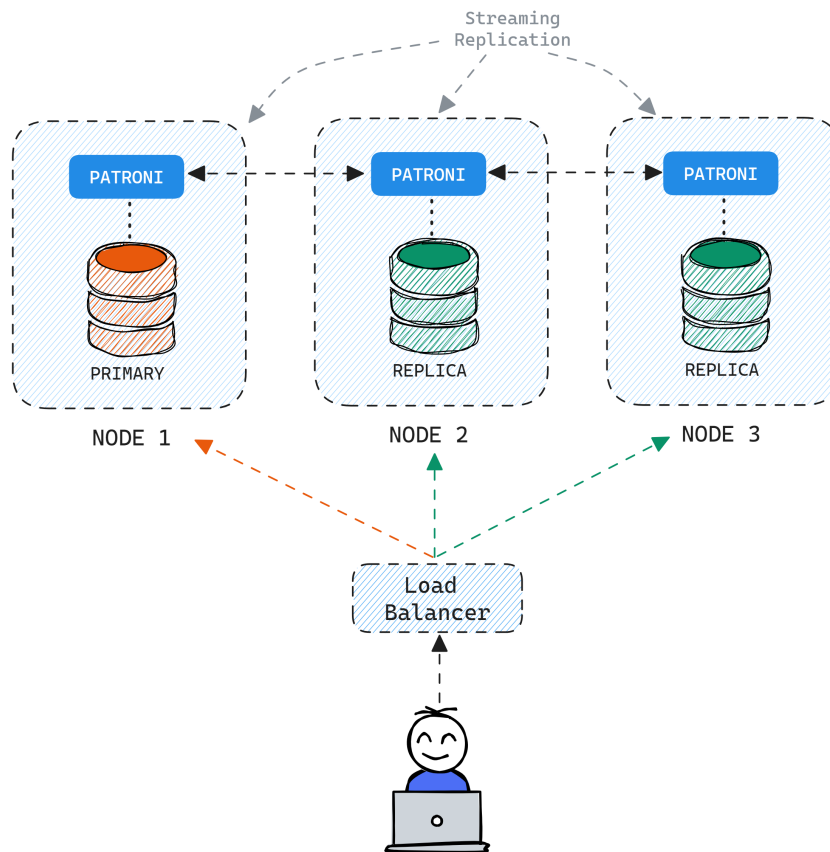 Streaming
Replication
PATRONI
PATRONI
PATRONI
PRIMARY
REPLICA
REPLICA
NODE 1
NODE 2
NODE 3
Load
Balancer